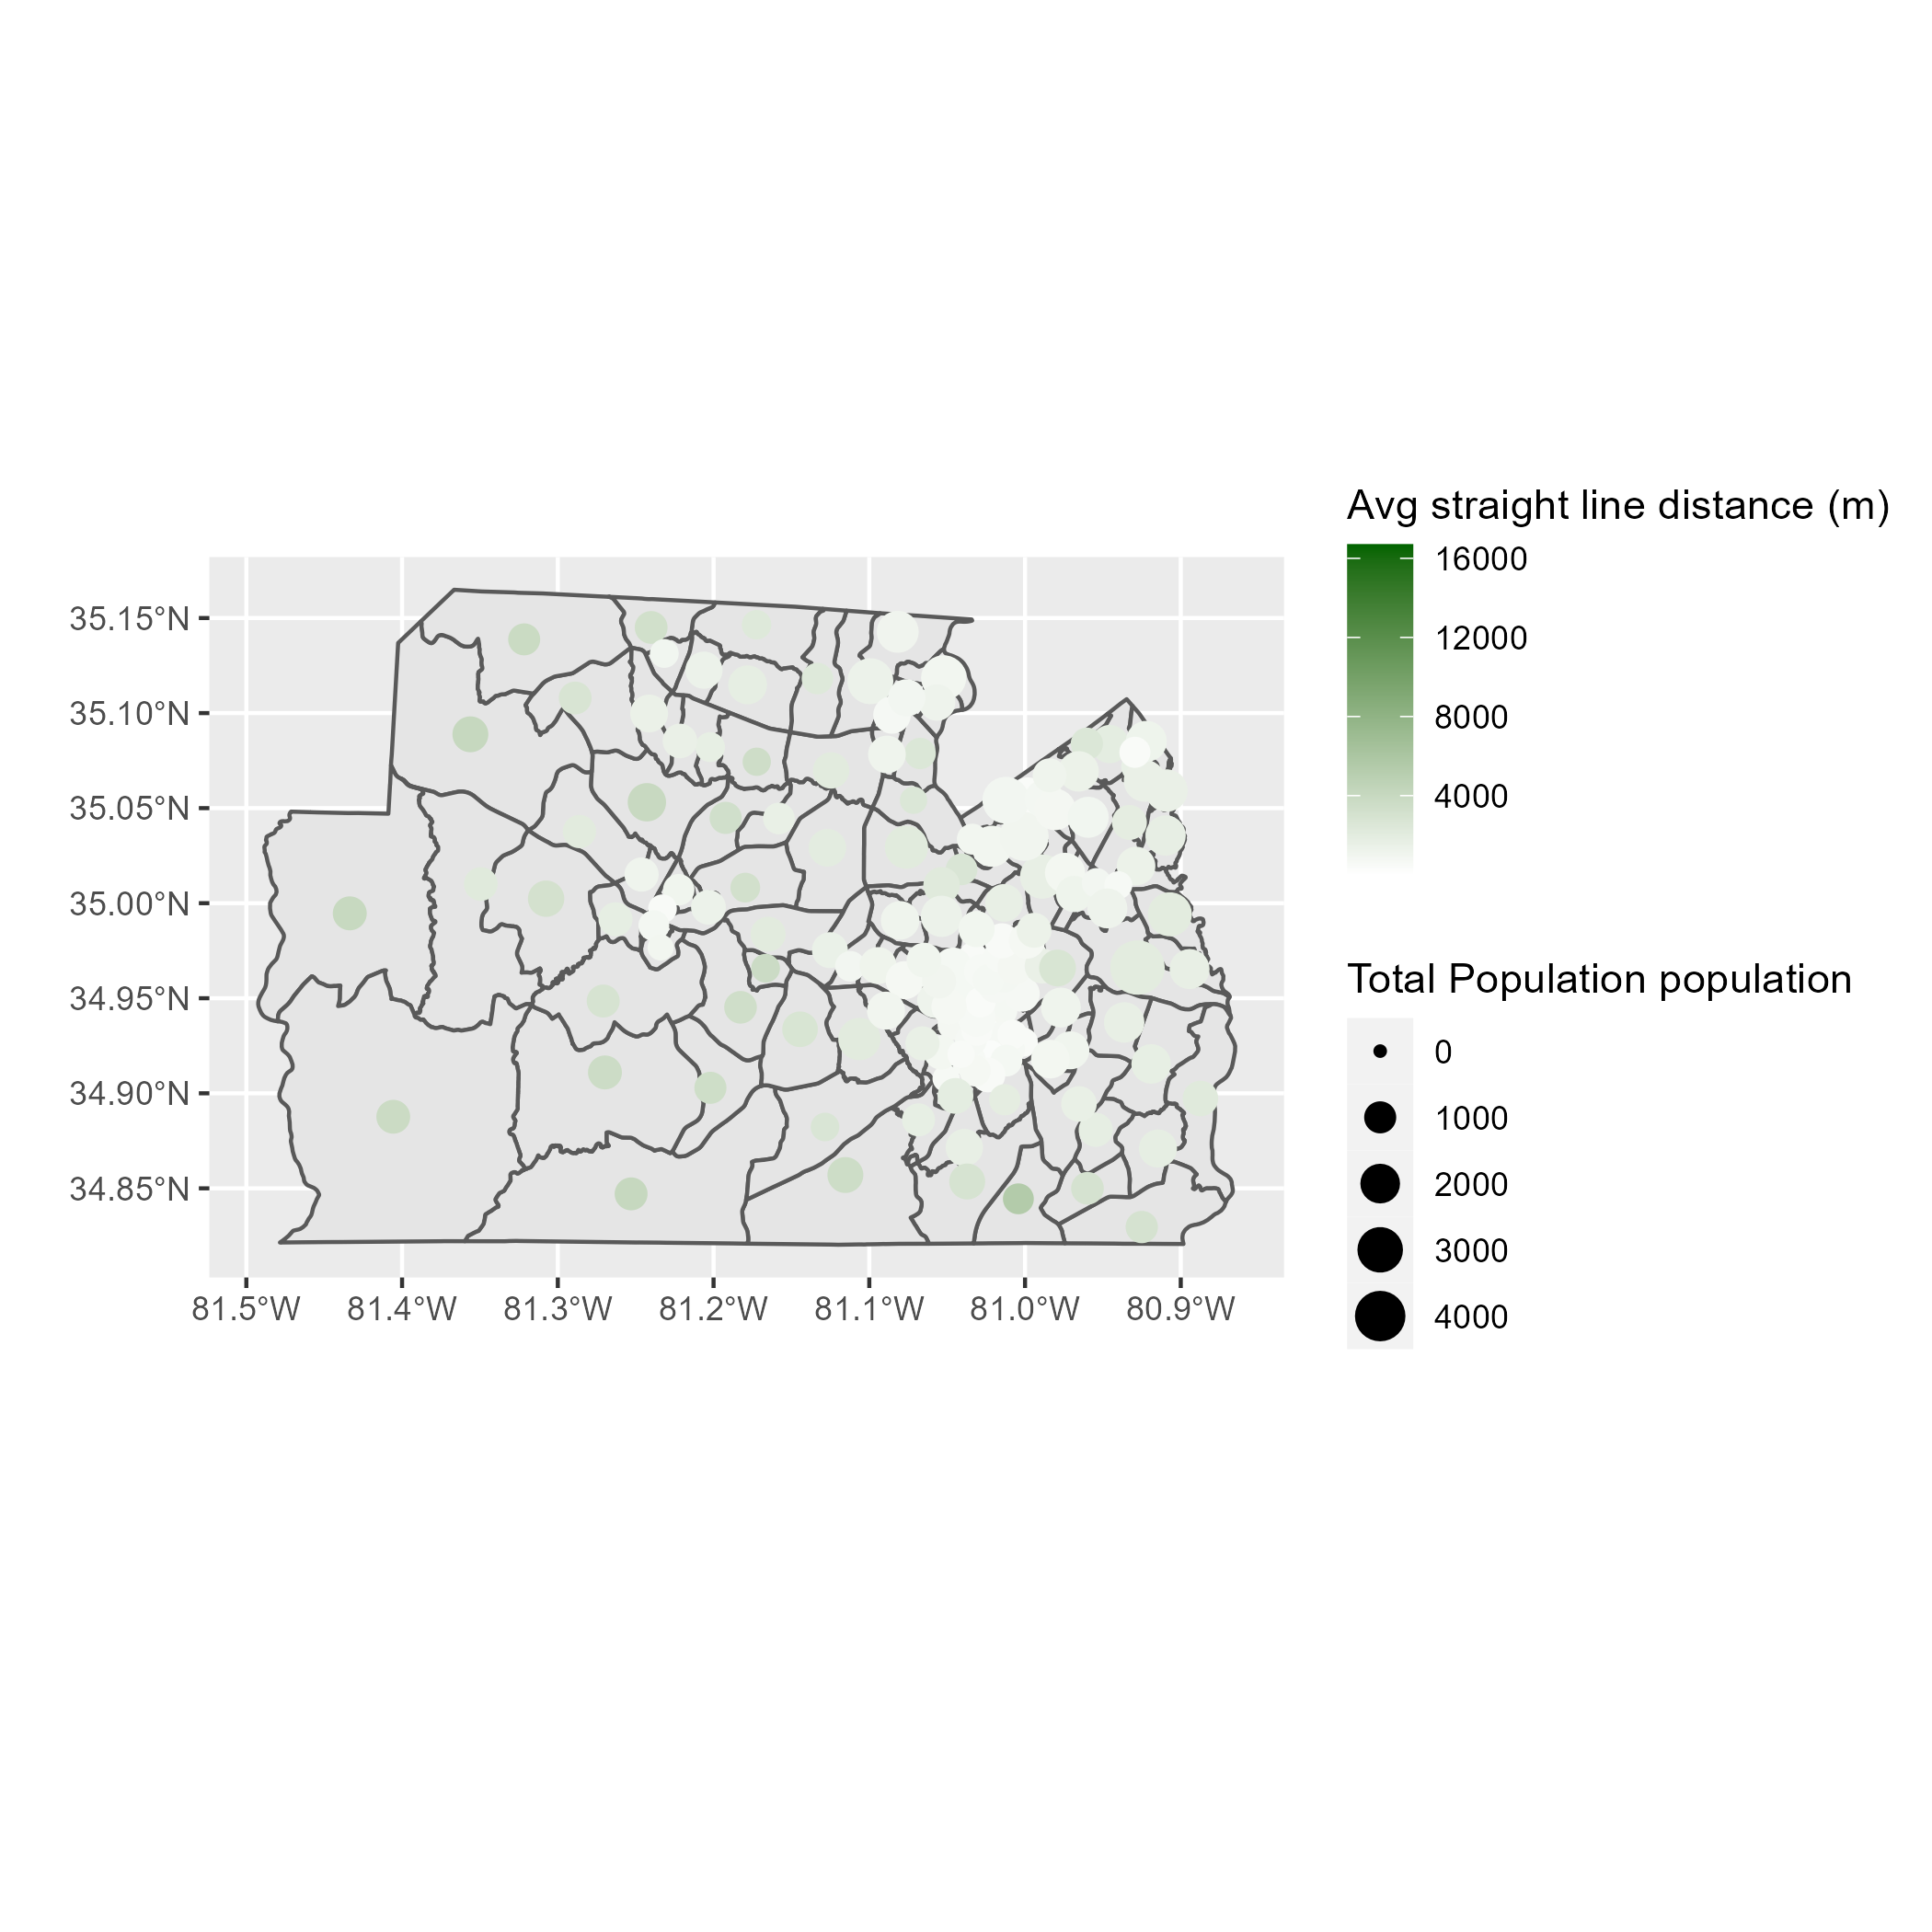 Avg straight line distance (m)
16000
12000
8000
4000
35.15°N
35.10°N
35.05°N
35.00°N
34.95°N
34.90°N
34.85°N
81.5°W 81.4°W 81.3°W 81.2°W 81.1°W 81.0°W 80.9°W
Total Population population
0
1000
2000
3000
4000